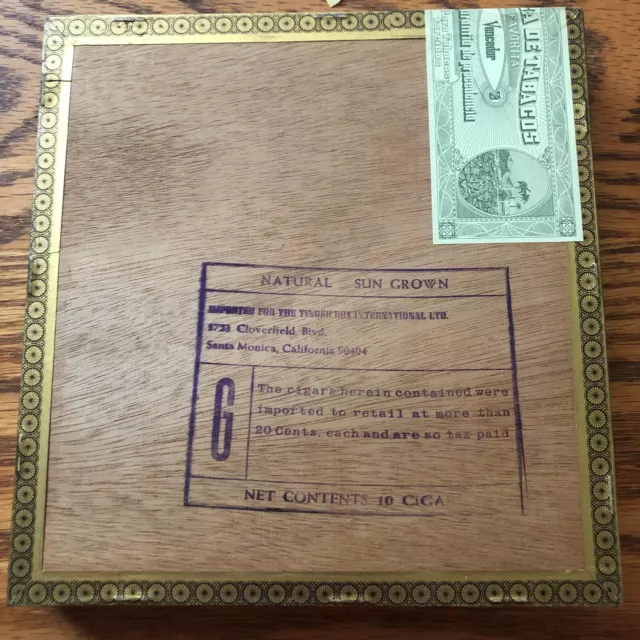 Vendedor
NATURAL SUN GROWN
IMPORTED FOR THE TINDER BOX INTERNATIONAL LTD.
1723 Cloverfield Blvd.
Santa Monica, California 90404
G
The cigars herein contained were
imported to retail at more than
20 Cents. each and are so tax paid
NET CONTENTS 10 CIGA